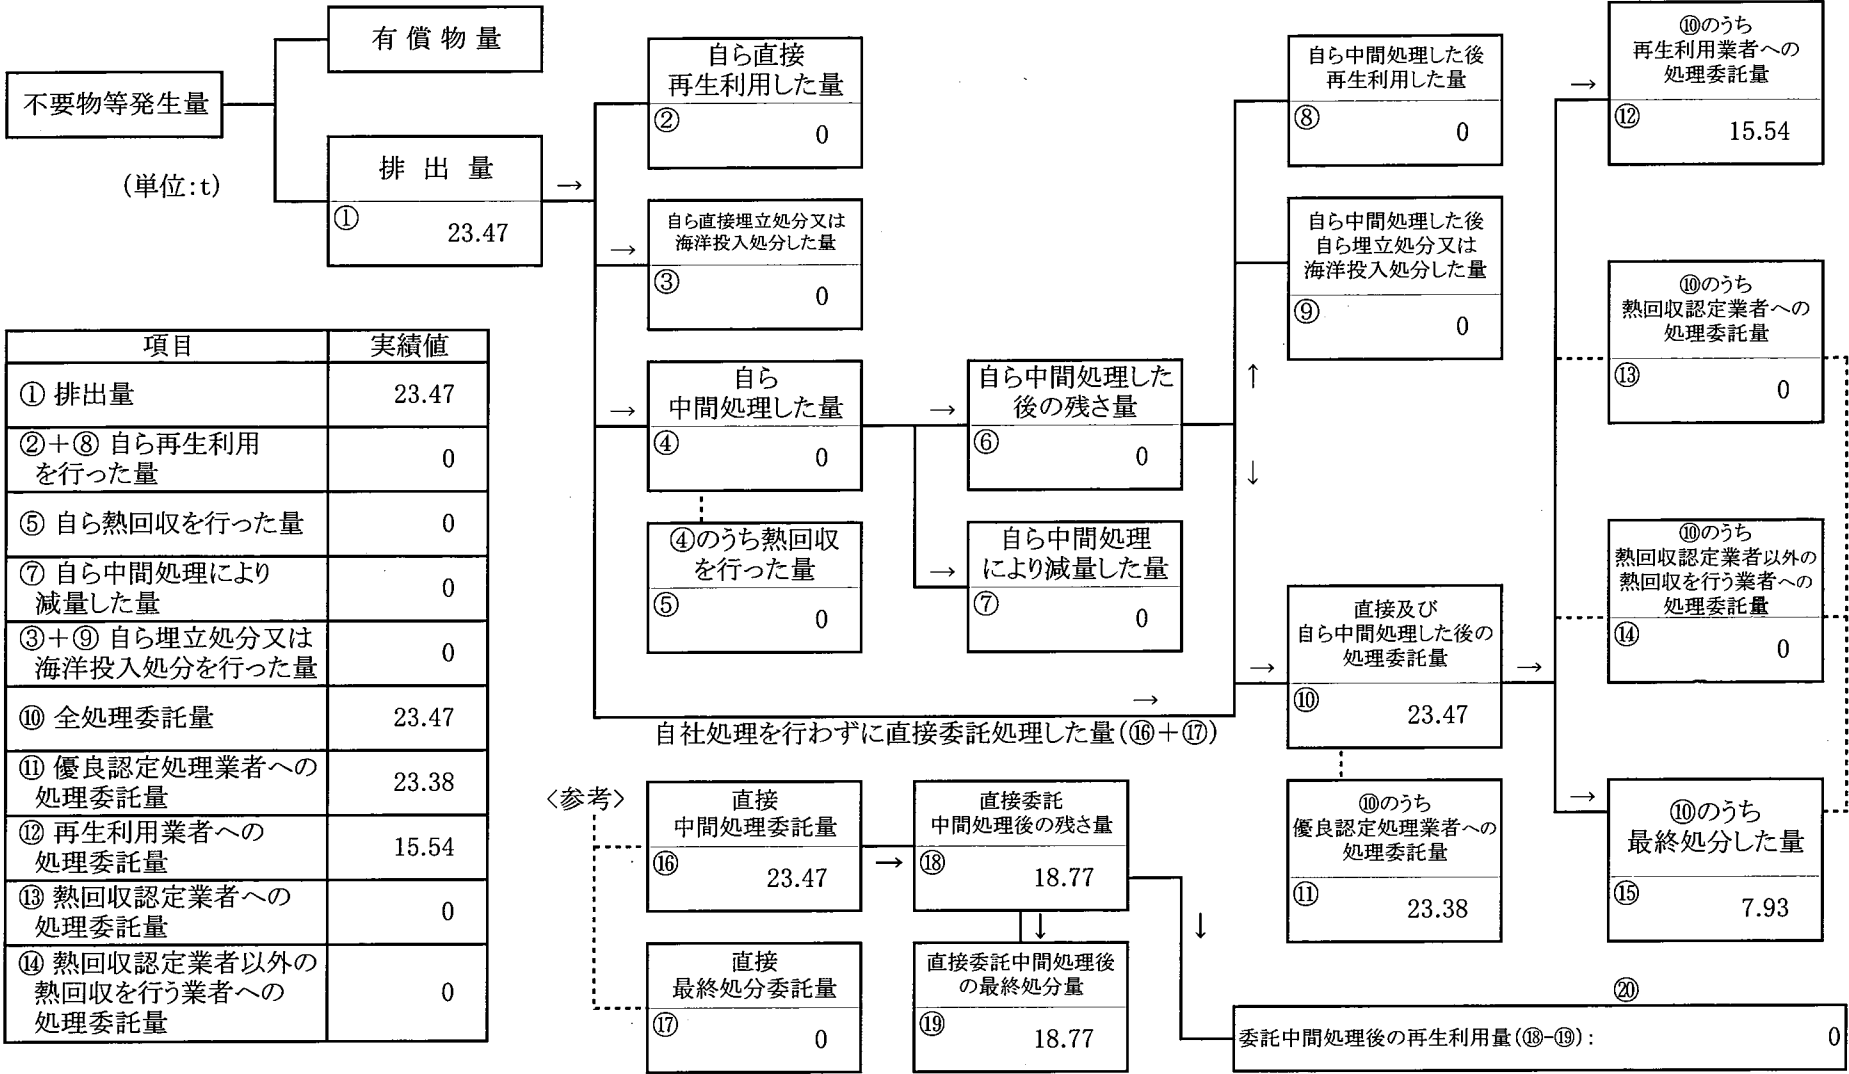 不要物等発生量
(単位:t)
有償物量
排出量
① 23.47
自ら直接
再生利用した量
② 0
自ら直接埋立処分又は
海洋投入処分した量
③ 0
自ら
中間処理した量
④ 0
④のうち熱回収
を行った量
⑤ 0
自ら中間処理した
後の残さ量
⑥ 0
自ら中間処理
により減量した量
⑦ 0
自ら中間処理した後
再生利用した量
⑧ 0
自ら中間処理した後
自ら埋立処分又は
海洋投入処分した量
⑨ 0
直接及び
自ら中間処理した後の
処理委託量
⑩ 23.47
⑩のうち
優良認定処理業者への
処理委託量
⑪ 23.38
⑩のうち
再生利用業者への
処理委託量
⑫ 15.54
⑩のうち
熱回収認定業者への
処理委託量
⑬ 0
⑩のうち
熱回収認定業者以外の
熱回収を行う業者への
処理委託量
⑭ 0
⑩のうち
最終処分した量
⑮ 7.93
自社処理を行わずに直接委託処理した量(⑯+⑰)
〈参考〉
直接
中間処理委託量
⑯ 23.47
直接
最終処分委託量
⑰ 0
直接委託
中間処理後の残さ量
⑱ 18.77
直接委託中間処理後
の最終処分量
⑲ 18.77
⑳
委託中間処理後の再生利用量(⑱-⑲): 0
項目 実績値
① 排出量 23.47
②+⑧ 自ら再生利用
を行った量 0
⑤ 自ら熱回収を行った量 0
⑦ 自ら中間処理により
減量した量 0
③+⑨ 自ら埋立処分又は
海洋投入処分を行った量 0
⑩ 全処理委託量 23.47
⑪ 優良認定処理業者への
処理委託量 23.38
⑫ 再生利用業者への
処理委託量 15.54
⑬ 熱回収認定業者への
処理委託量 0
⑭ 熱回収認定業者以外の
熱回収を行う業者への
処理委託量 0